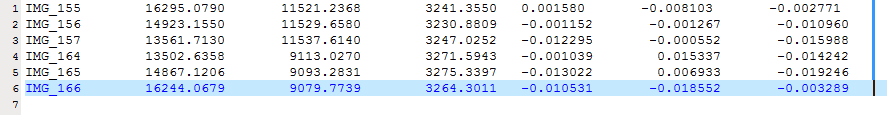 1 IMG_155 16295.0790 11521.2368 3241.3550 0.001580 -0.008103 -0.002771
2 IMG_156 14923.1550 11529.6580 3230.8809 -0.001152 -0.001267 -0.010960
3 IMG_157 13561.7130 11537.6140 3247.0252 -0.012295 -0.000552 -0.015988
4 IMG_164 13502.6358 9113.0270 3271.5943 -0.001039 0.015337 -0.014242
5 IMG_165 14867.1206 9093.2831 3275.3397 -0.013022 0.006933 -0.019246
6 IMG_166 16244.0679 9079.7739 3264.3011 -0.010531 -0.018552 -0.003289
7